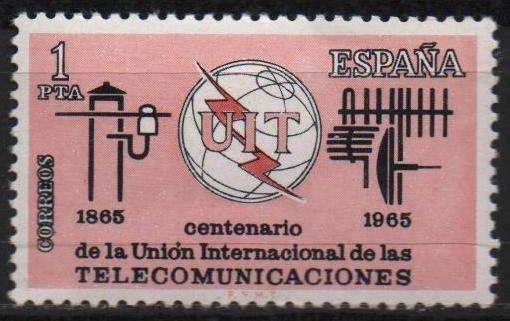 1
PTA
ESPAÑA
UIT
CORREOS
1865
1965
centenario
de la Unión Internacional de las
TELECOMUNICACIONES
F.N.M.T.